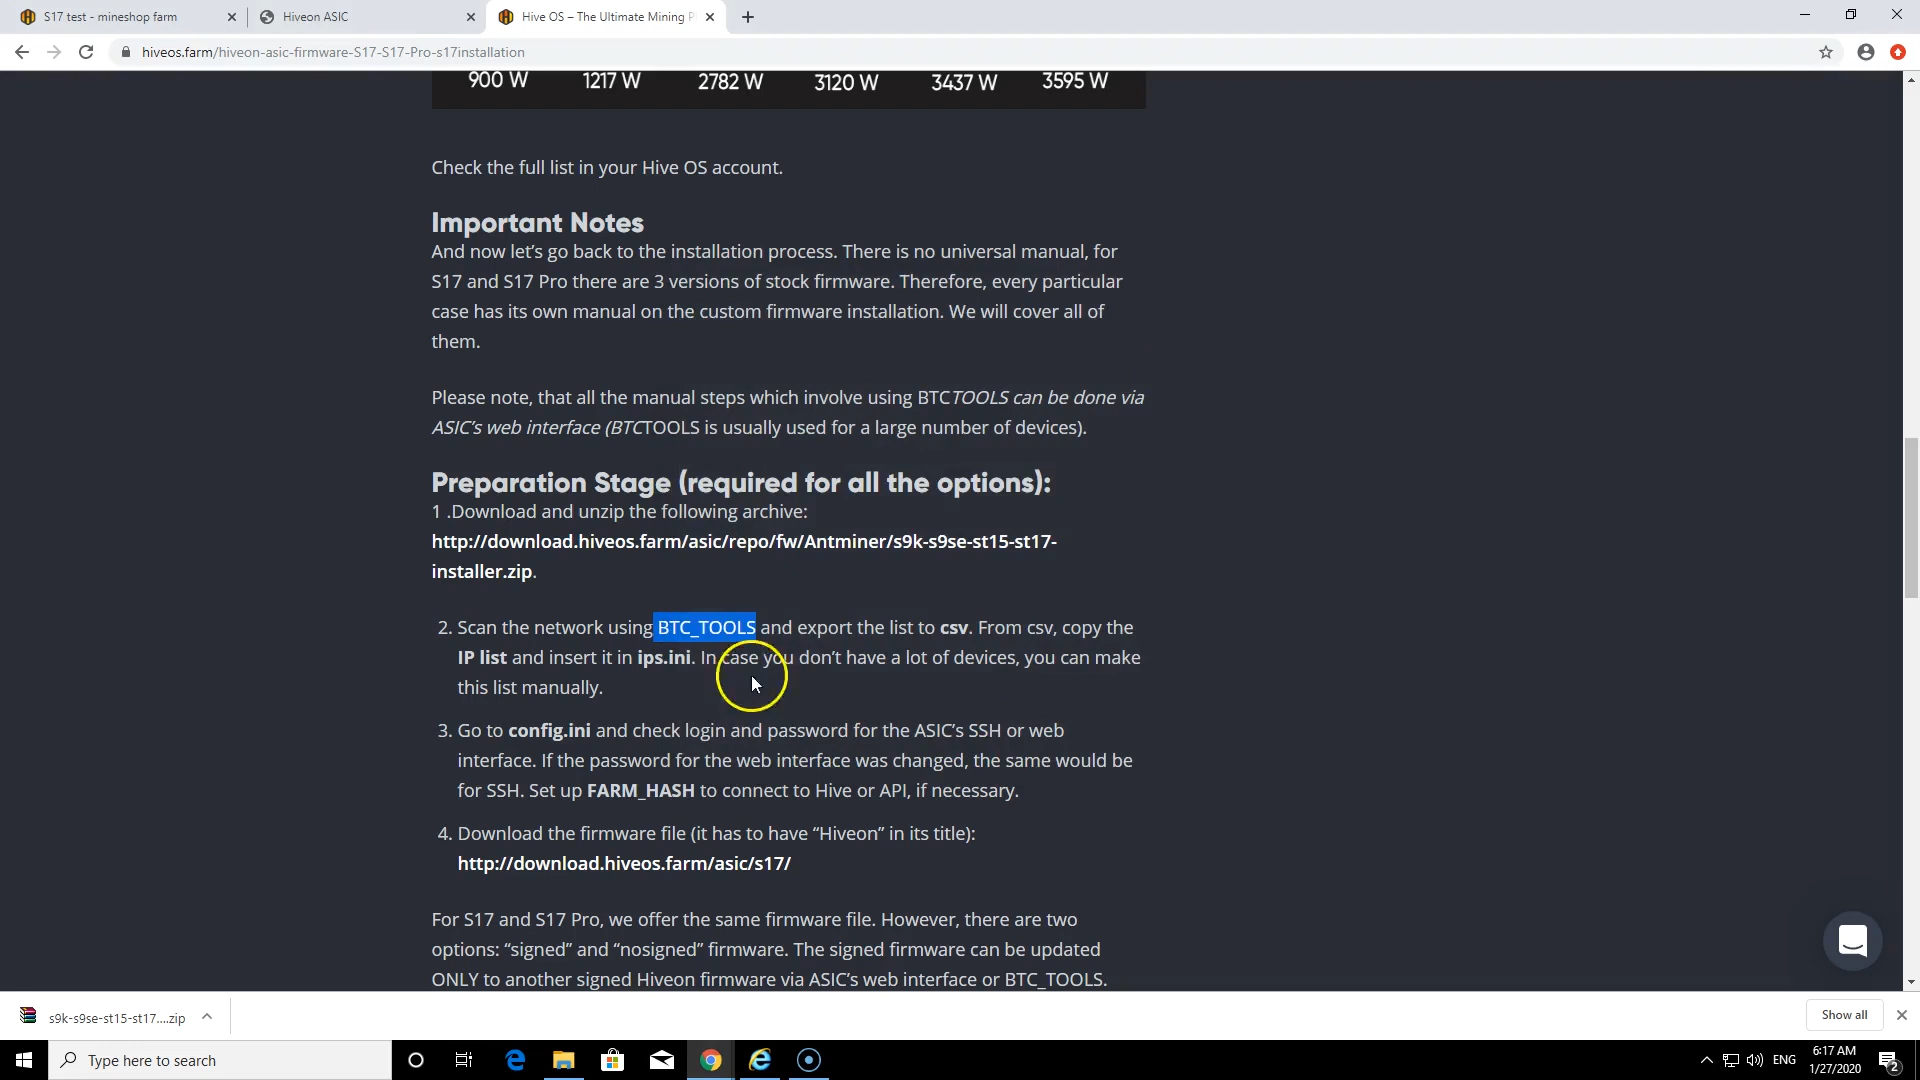 S17 test - mineshop farm
Hiveon ASIC
Hive OS – The Ultimate Mining P
hiveos.farm/hiveon-asic-firmware-S17-S17-Pro-s17installation
900 W 1217 W 2782 W 3120 W 3437 W 3595 W
Check the full list in your Hive OS account.
Important Notes
And now let’s go back to the installation process. There is no universal manual, for
S17 and S17 Pro there are 3 versions of stock firmware. Therefore, every particular
case has its own manual on the custom firmware installation. We will cover all of
them.
Please note, that all the manual steps which involve using BTCTOOLS can be done via
ASIC’s web interface (BTCTOOLS is usually used for a large number of devices).
Preparation Stage (required for all the options):
1 .Download and unzip the following archive:
http://download.hiveos.farm/asic/repo/fw/Antminer/s9k-s9se-st15-st17-
installer.zip.
2. Scan the network using BTC_TOOLS and export the list to csv. From csv, copy the
IP list and insert it in ips.ini. In case you don’t have a lot of devices, you can make
this list manually.
3. Go to config.ini and check login and password for the ASIC’s SSH or web
interface. If the password for the web interface was changed, the same would be
for SSH. Set up FARM_HASH to connect to Hive or API, if necessary.
4. Download the firmware file (it has to have “Hiveon” in its title):
http://download.hiveos.farm/asic/s17/
For S17 and S17 Pro, we offer the same firmware file. However, there are two
options: “signed” and “nosigned” firmware. The signed firmware can be updated
ONLY to another signed Hiveon firmware via ASIC’s web interface or BTC_TOOLS.
s9k-s9se-st15-st17....zip
Show all
Type here to search
ENG
6:17 AM
1/27/2020
2